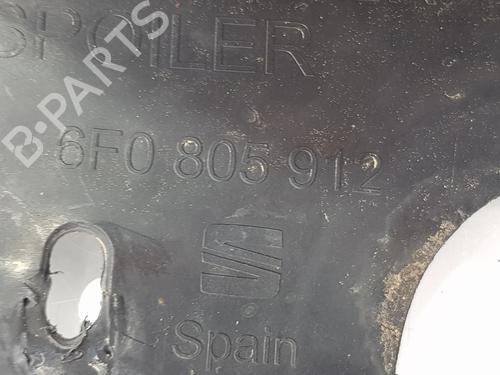 SPOILER
6F0 805 912
Spain
B-PARTS